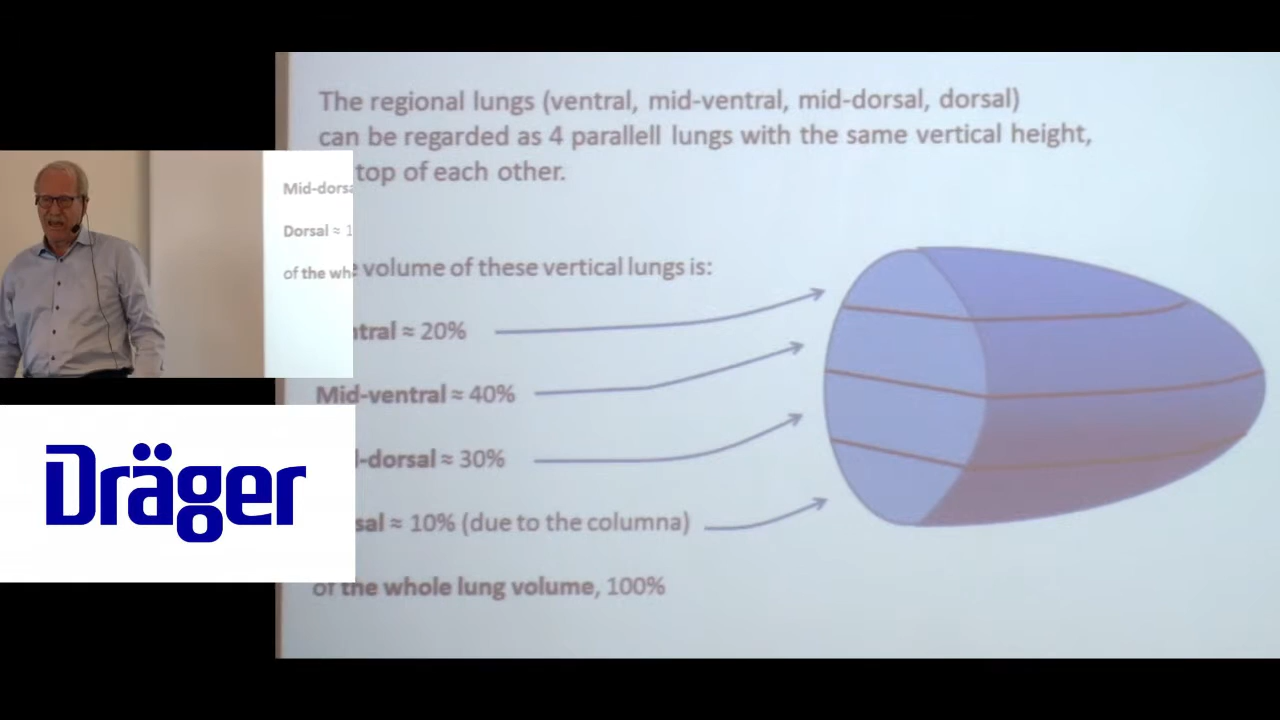 The regional lungs (ventral, mid-ventral, mid-dorsal, dorsal)
can be regarded as 4 parallell lungs with the same vertical height,
top of each other.
volume of these vertical lungs is:
≈ 20%
Mid-ventral ≈ 40%
-dorsal ≈ 30%
≈ 10% (due to the columna)
of the whole lung volume, 100%
Mid-dorsa
Dorsal ≈ 1
of the wh
Dräger